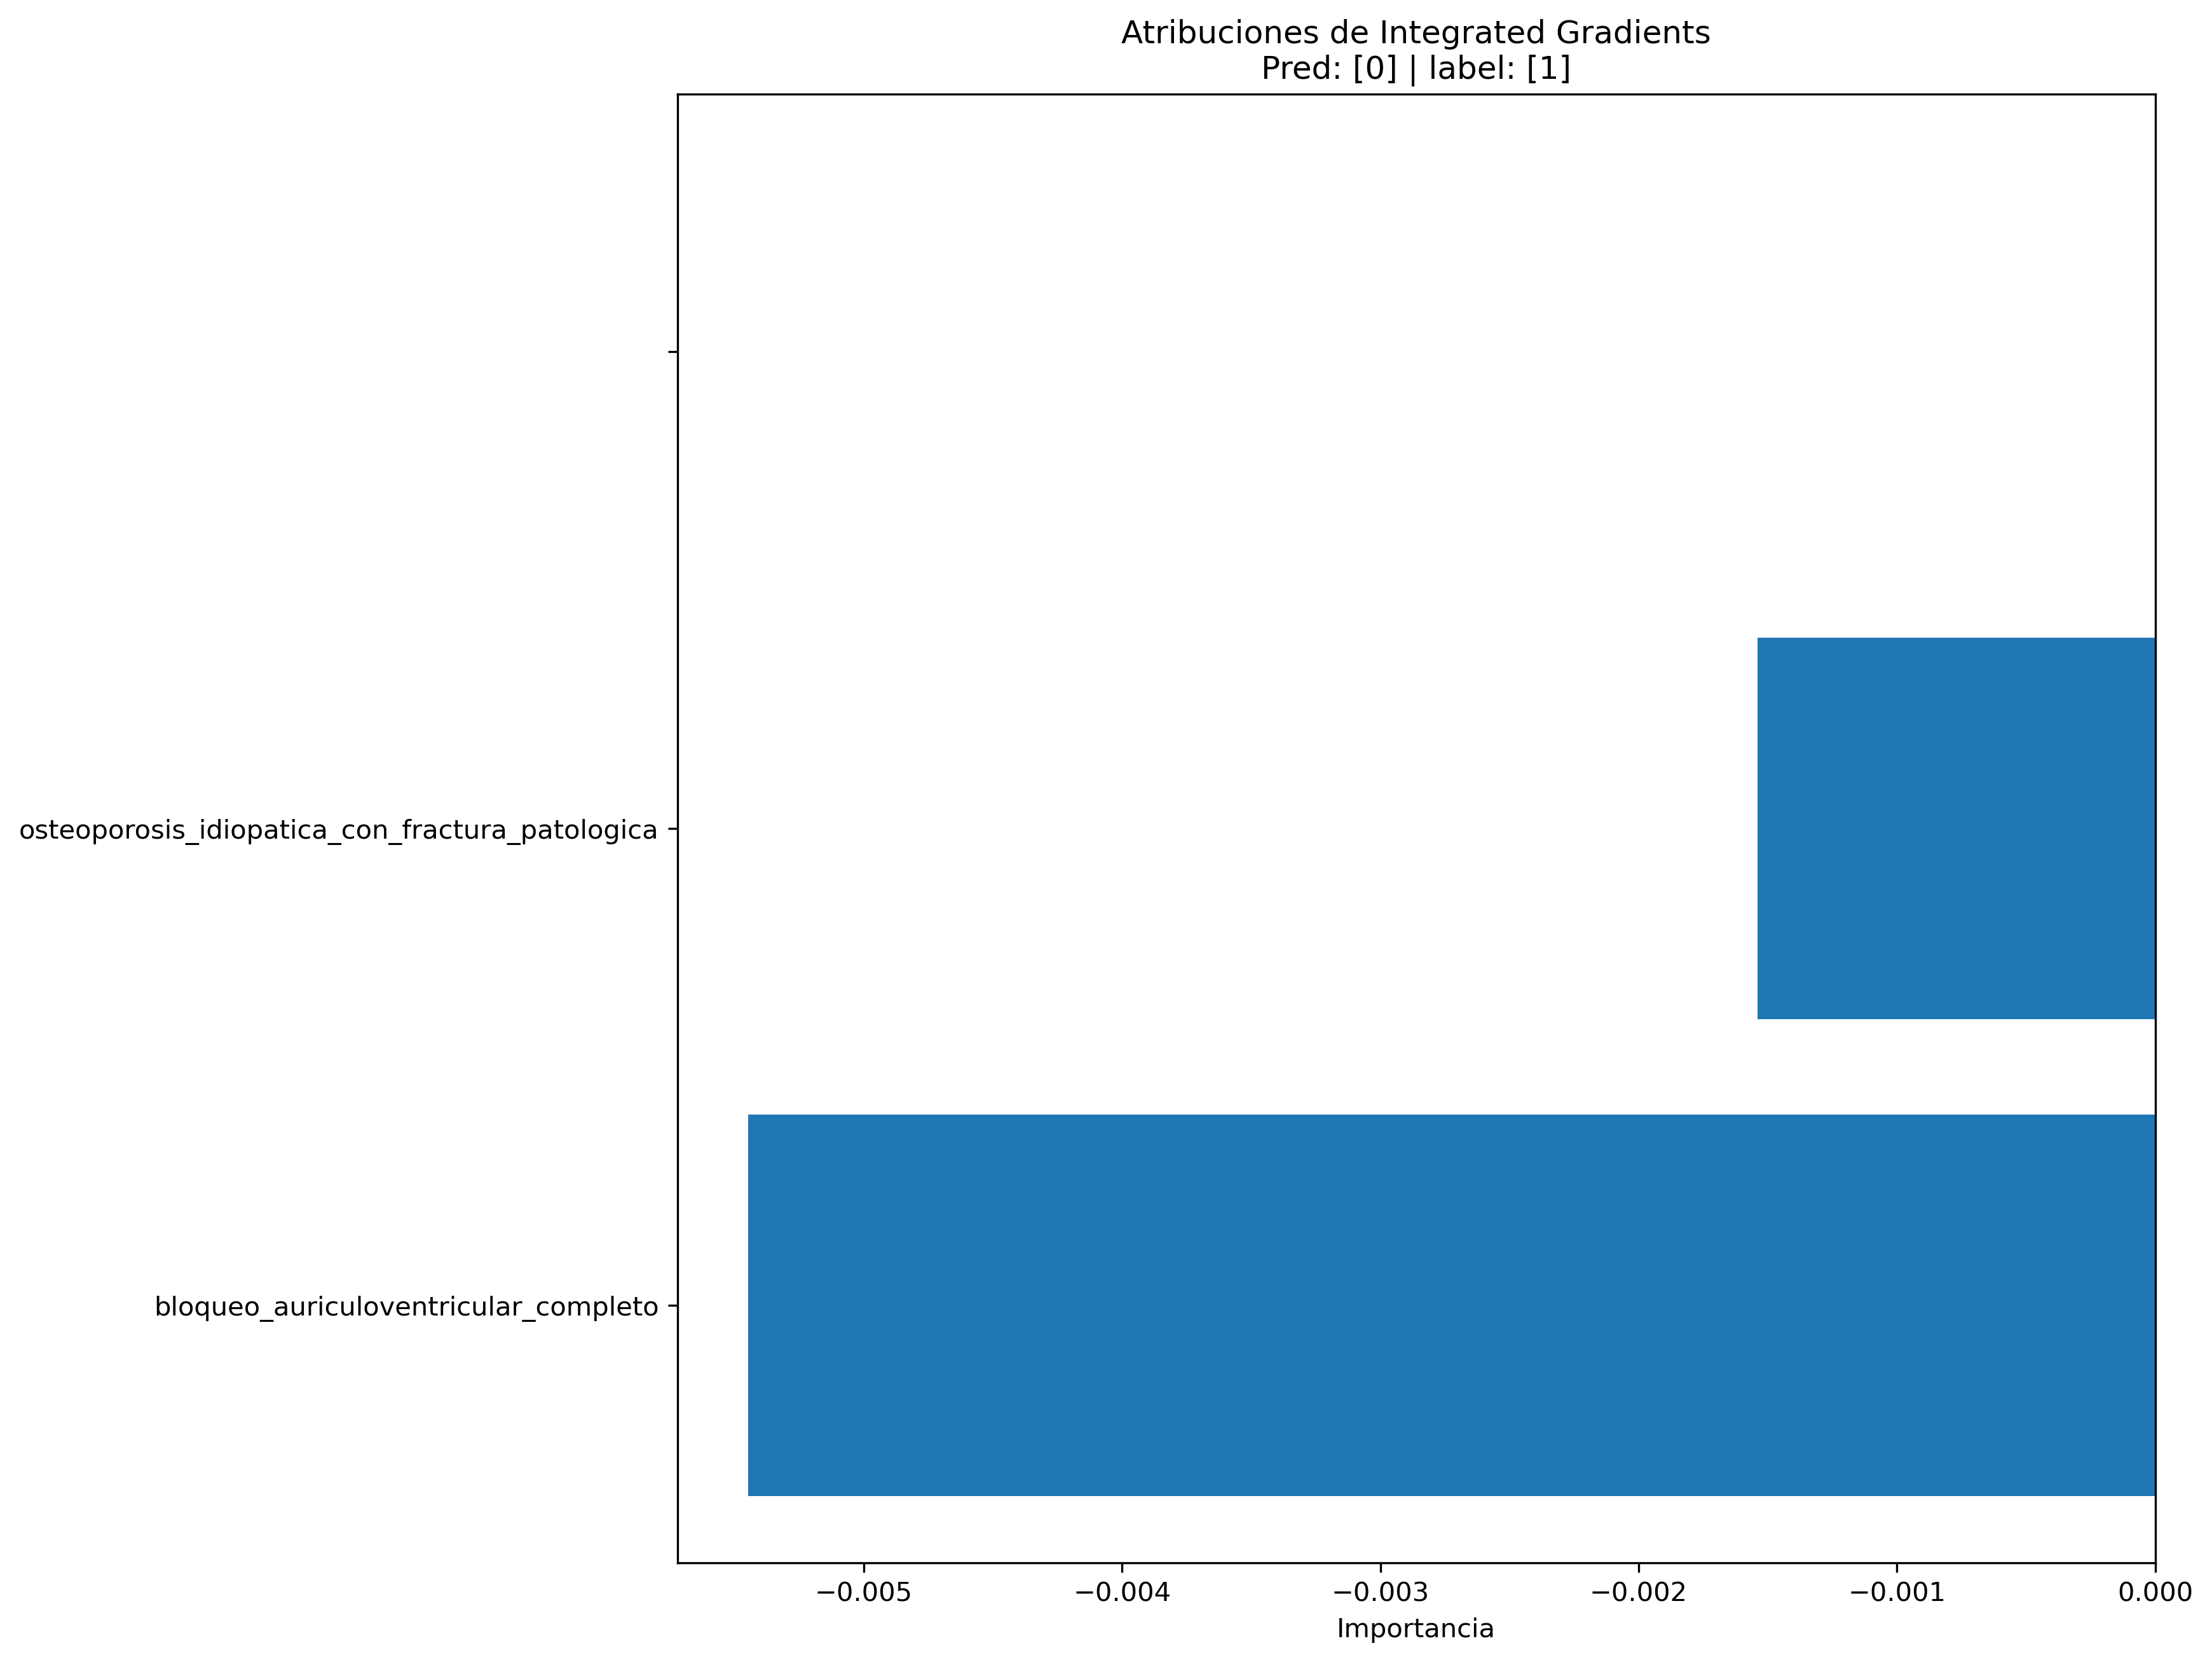 Atribuciones de Integrated Gradients
Pred: [0] | label: [1]
osteoporosis_idiopatica_con_fractura_patologica
bloqueo_auriculoventricular_completo
−0.005 −0.004 −0.003 −0.002 −0.001 0.000
Importancia